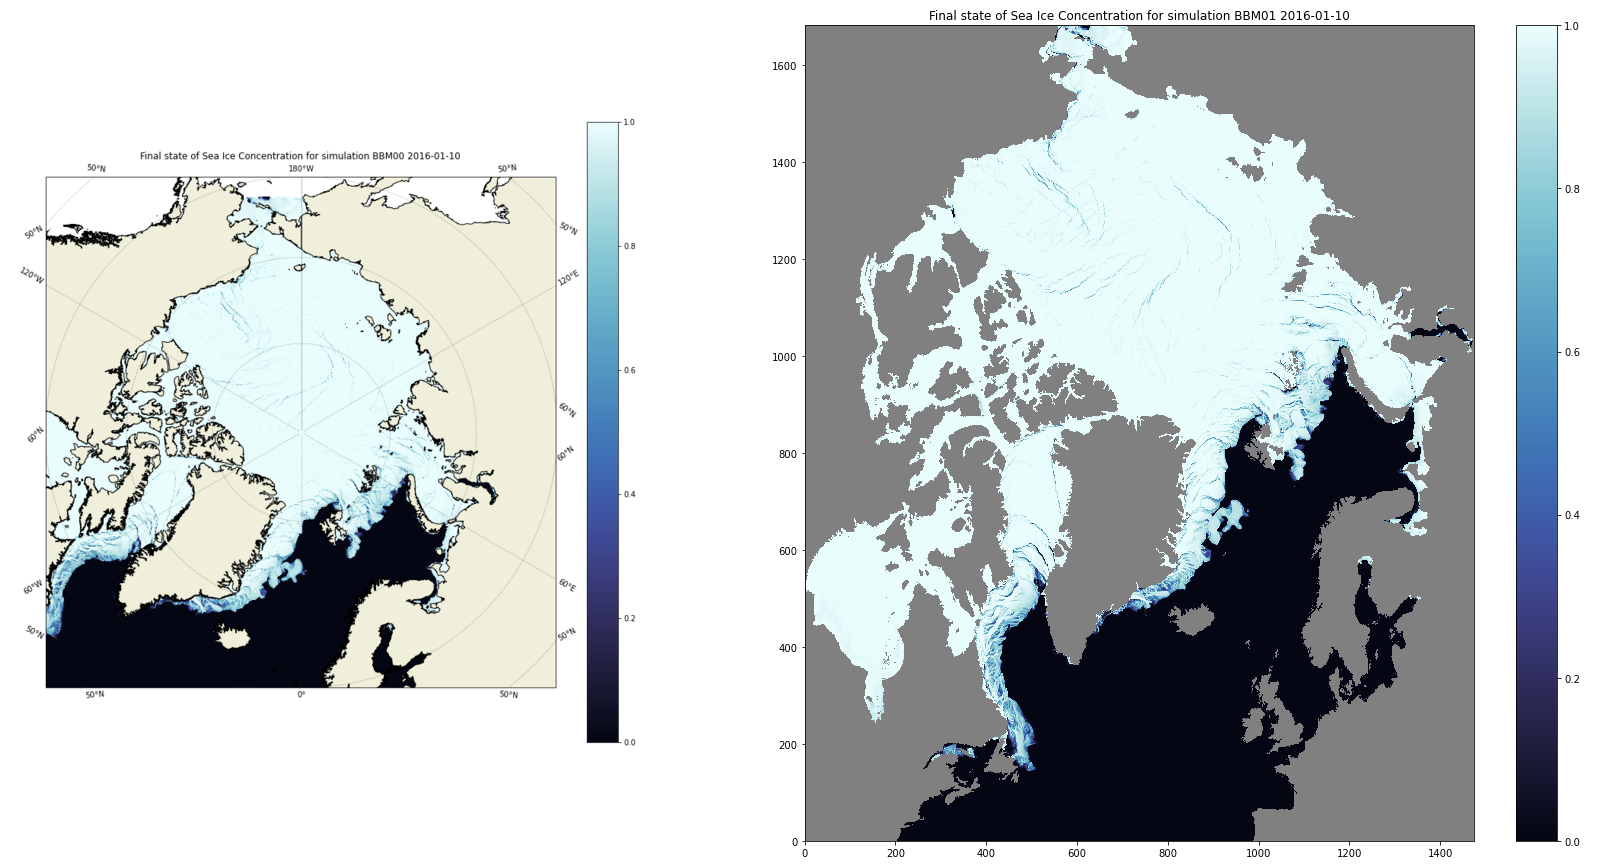 Final state of Sea Ice Concentration for simulation BBM00 2016-01-10
50°N
180°W
50°N
50°N
50°N
120°W
120°E
60°N
60°N
60°N
60°W
60°E
50°N
50°N
50°N
0°
50°N
1.0
0.8
0.6
0.4
0.2
0.0
Final state of Sea Ice Concentration for simulation BBM01 2016-01-10
1600
1400
1200
1000
800
600
400
200
0
0
200
400
600
800
1000
1200
1400
1.0
0.8
0.6
0.4
0.2
0.0